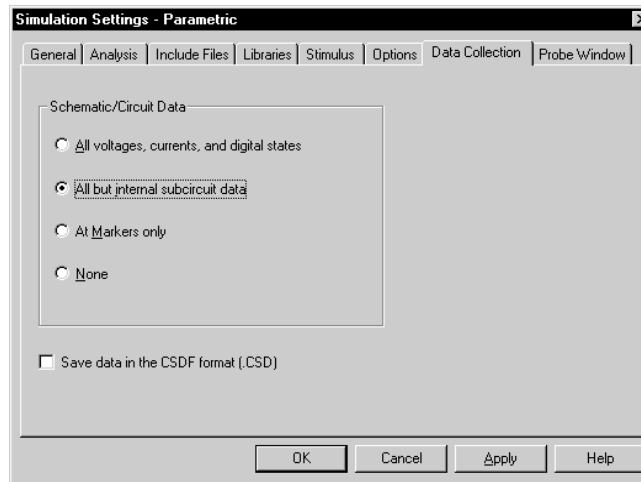 Simulation Settings - Parametric
General Analysis Include Files Libraries Stimulus Options Data Collection Probe Window
Schematic/Circuit Data
All voltages, currents, and digital states
All but internal subcircuit data
At Markers only
None
Save data in the CSDF format (.CSD)
OK Cancel Apply Help